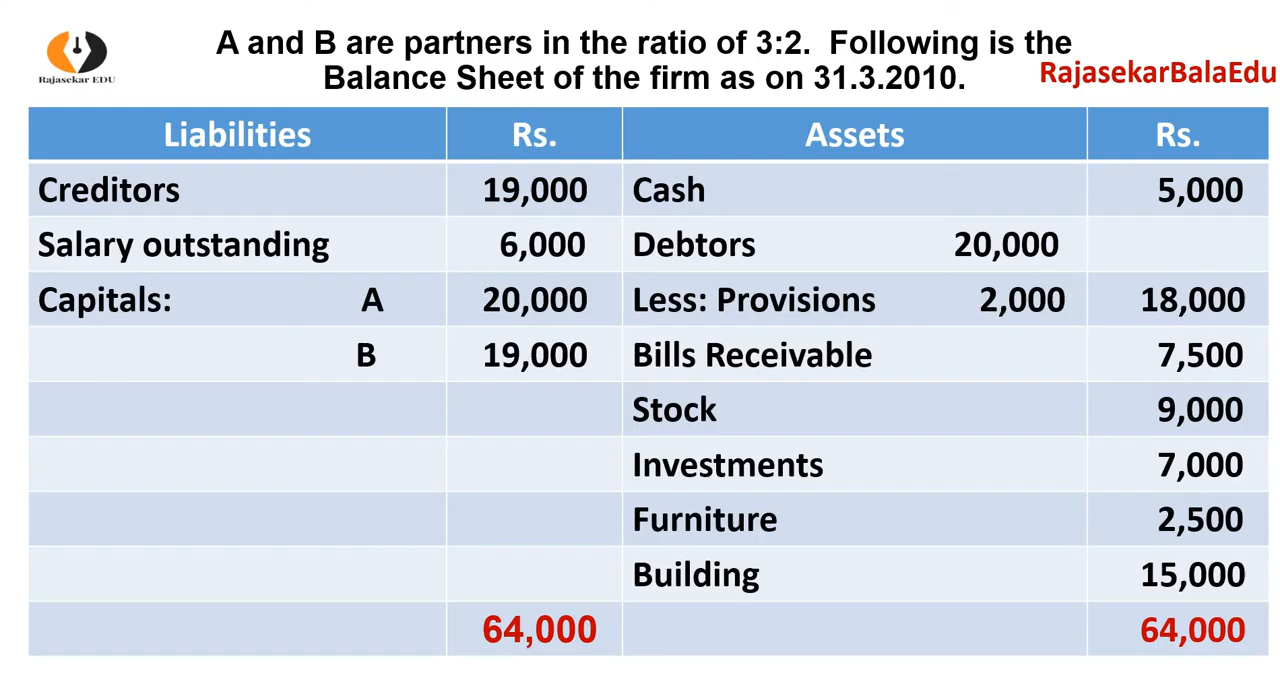 A and B are partners in the ratio of 3:2. Following is the
Balance Sheet of the firm as on 31.3.2010.
Rajasekar EDU
RajasekarBalaEdu
Liabilities Rs. Assets Rs.
Creditors 19,000 Cash 5,000
Salary outstanding 6,000 Debtors 20,000
Capitals: A 20,000 Less: Provisions 2,000 18,000
B 19,000 Bills Receivable 7,500
Stock 9,000
Investments 7,000
Furniture 2,500
Building 15,000
64,000 64,000